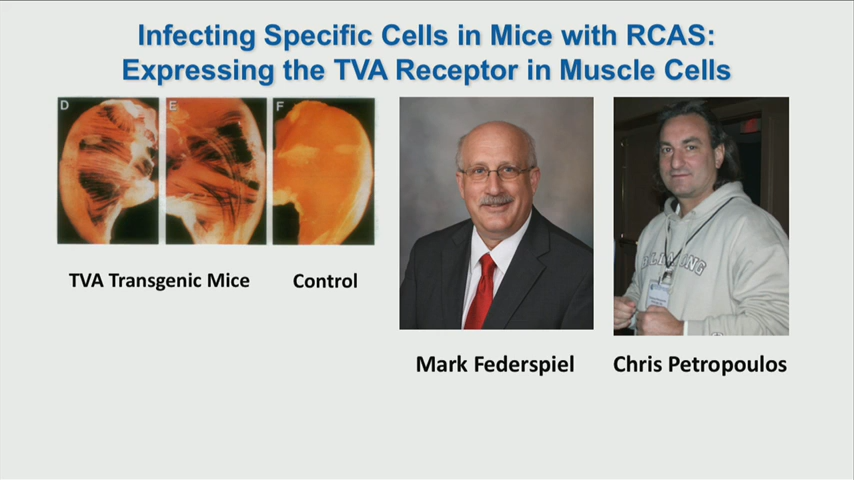 Infecting Specific Cells in Mice with RCAS:
Expressing the TVA Receptor in Muscle Cells
D E F
TVA Transgenic Mice Control
Mark Federspiel Chris Petropoulos